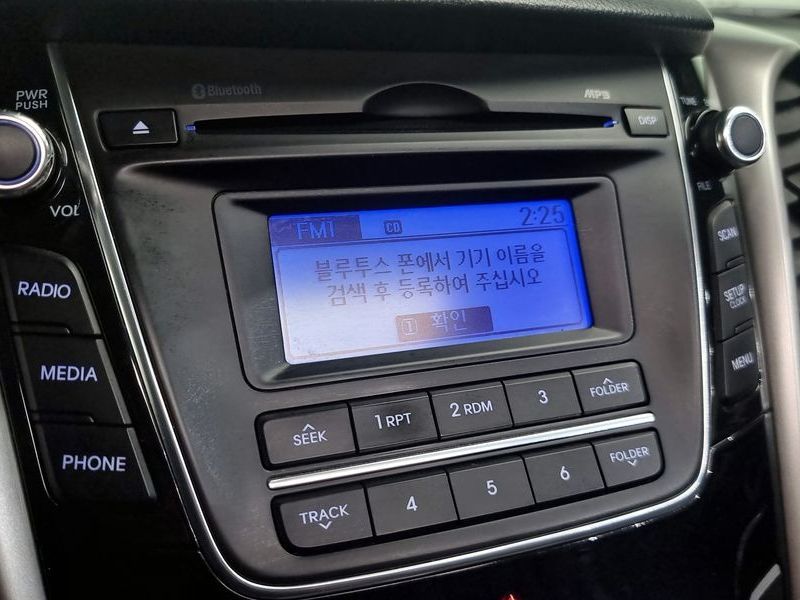 PWR
PUSH
VOL
RADIO
MEDIA
PHONE
Bluetooth
MP3
DISP
FM1 CD 2:25
블루투스 폰에서 기기 이름을
검색 후 등록하여 주십시오
1 확인
SEEK
1 RPT
2 RDM
3
FOLDER
TRACK
4
5
6
FOLDER
TUNE
FILE
SCAN
SETUP
CLOCK
MENU